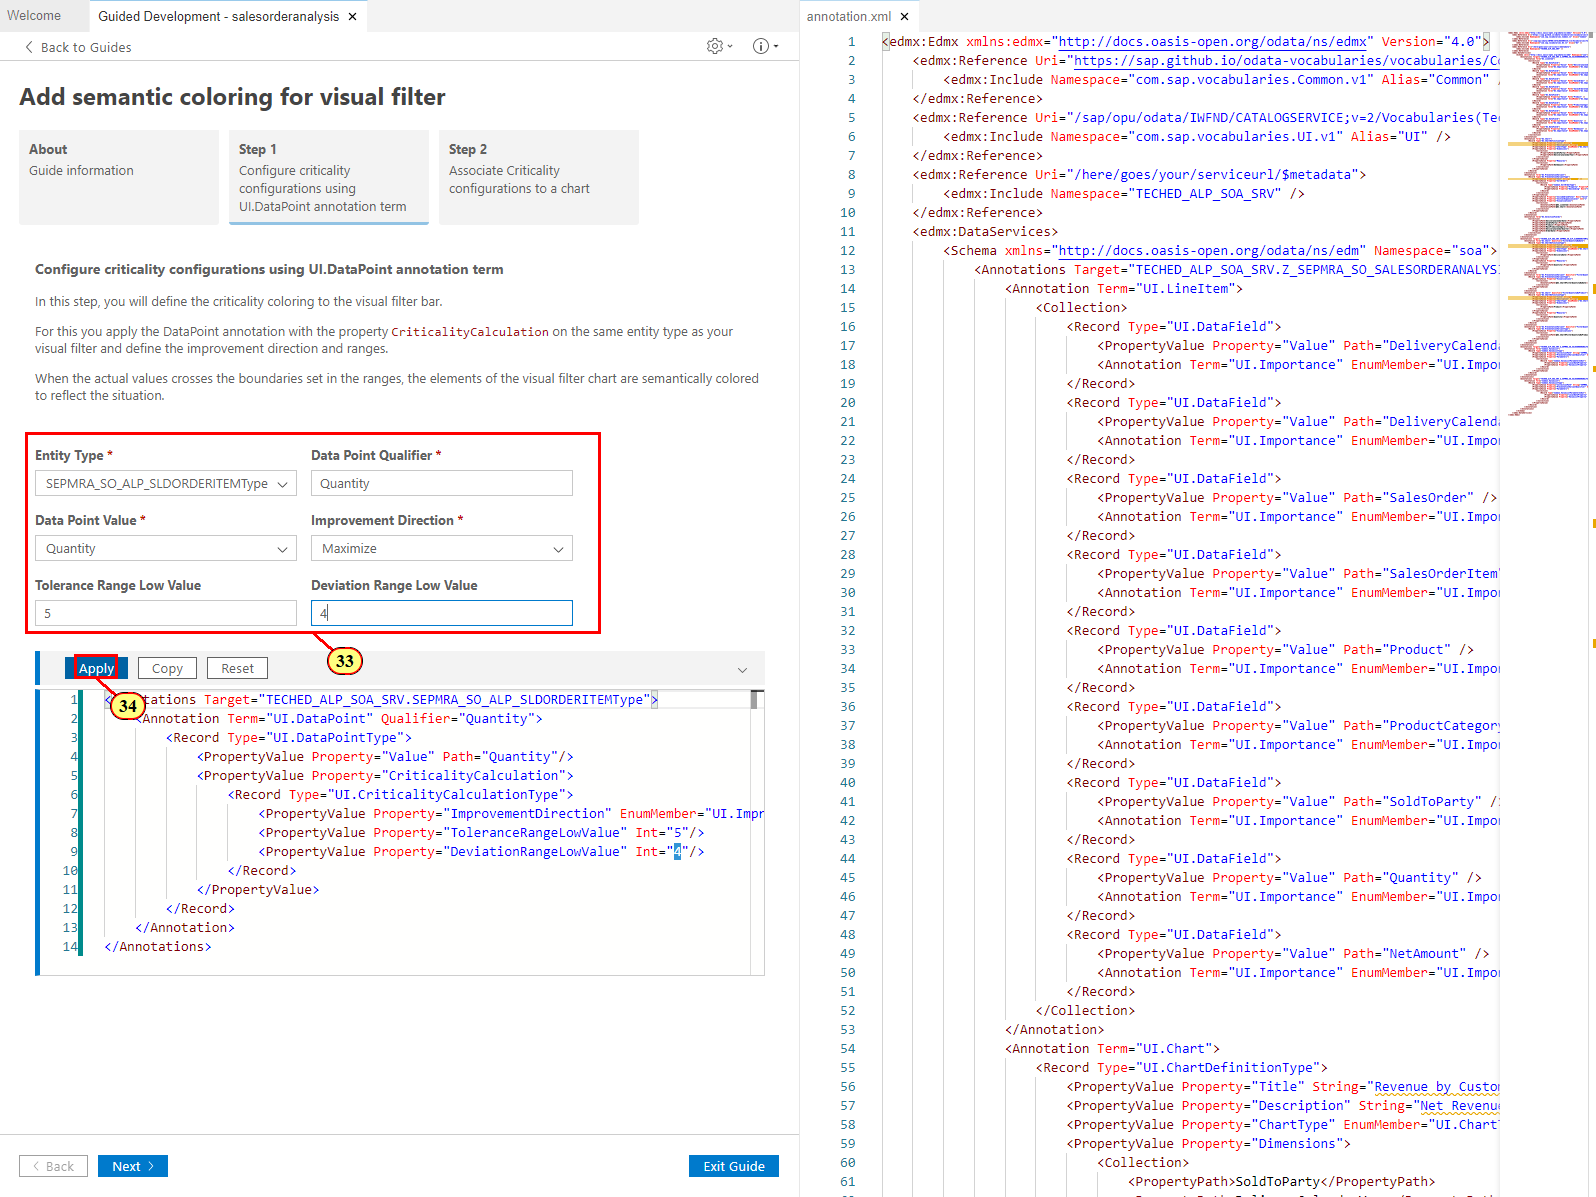 Welcome
Guided Development - salesorderanalysis ×
Back to Guides
Add semantic coloring for visual filter
About
Guide information
Step 1
Configure criticality
configurations using
UI.DataPoint annotation term
Step 2
Associate Criticality
configurations to a chart
Configure criticality configurations using UI.DataPoint annotation term
In this step, you will define the criticality coloring to the visual filter bar.
For this you apply the DataPoint annotation with the property CriticalityCalculation on the same entity type as your
visual filter and define the improvement direction and ranges.
When the actual values crosses the boundaries set in the ranges, the elements of the visual filter chart are semantically colored
to reflect the situation.
Entity Type *
Data Point Qualifier *
SEPMRA_SO_ALP_SLDORDERITEMType
Quantity
Data Point Value *
Improvement Direction *
Quantity
Maximize
Tolerance Range Low Value
Deviation Range Low Value
5
4
33
Apply
Copy
Reset
34
1 < tations Target="TECHED_ALP_SOA_SRV.SEPMRA_SO_ALP_SLDORDERITEMType">
2 <Annotation Term="UI.DataPoint" Qualifier="Quantity">
3 <Record Type="UI.DataPointType">
4 <PropertyValue Property="Value" Path="Quantity"/>
5 <PropertyValue Property="CriticalityCalculation">
6 <Record Type="UI.CriticalityCalculationType">
7 <PropertyValue Property="ImprovementDirection" EnumMember="UI.Impr
8 <PropertyValue Property="ToleranceRangeLowValue" Int="5"/>
9 <PropertyValue Property="DeviationRangeLowValue" Int="4"/>
10 </Record>
11 </PropertyValue>
12 </Record>
13 </Annotation>
14 </Annotations>
Back
Next
Exit Guide
annotation.xml ×
1 <edmx:Edmx xmlns:edmx="http://docs.oasis-open.org/odata/ns/edmx" Version="4.0">
2 <edmx:Reference Uri="https://sap.github.io/odata-vocabularies/vocabularies/Co
3 <edmx:Include Namespace="com.sap.vocabularies.Common.v1" Alias="Common" /
4 </edmx:Reference>
5 <edmx:Reference Uri="/sap/opu/odata/IWFND/CATALOGSERVICE;v=2/Vocabularies(Tec
6 <edmx:Include Namespace="com.sap.vocabularies.UI.v1" Alias="UI" />
7 </edmx:Reference>
8 <edmx:Reference Uri="/here/goes/your/serviceurl/$metadata">
9 <edmx:Include Namespace="TECHED_ALP_SOA_SRV" />
10 </edmx:Reference>
11 <edmx:DataServices>
12 <Schema xmlns="http://docs.oasis-open.org/odata/ns/edm" Namespace="soa">
13 <Annotations Target="TECHED_ALP_SOA_SRV.Z_SEPMRA_SO_SALESORDERANALYSI
14 <Annotation Term="UI.LineItem">
15 <Collection>
16 <Record Type="UI.DataField">
17 <PropertyValue Property="Value" Path="DeliveryCalenda
18 <Annotation Term="UI.Importance" EnumMember="UI.Impor
19 </Record>
20 <Record Type="UI.DataField">
21 <PropertyValue Property="Value" Path="DeliveryCalenda
22 <Annotation Term="UI.Importance" EnumMember="UI.Impor
23 </Record>
24 <Record Type="UI.DataField">
25 <PropertyValue Property="Value" Path="SalesOrder" />
26 <Annotation Term="UI.Importance" EnumMember="UI.Impor
27 </Record>
28 <Record Type="UI.DataField">
29 <PropertyValue Property="Value" Path="SalesOrderItem"
30 <Annotation Term="UI.Importance" EnumMember="UI.Impor
31 </Record>
32 <Record Type="UI.DataField">
33 <PropertyValue Property="Value" Path="Product" />
34 <Annotation Term="UI.Importance" EnumMember="UI.Impor
35 </Record>
36 <Record Type="UI.DataField">
37 <PropertyValue Property="Value" Path="ProductCategory
38 <Annotation Term="UI.Importance" EnumMember="UI.Impor
39 </Record>
40 <Record Type="UI.DataField">
41 <PropertyValue Property="Value" Path="SoldToParty" /
42 <Annotation Term="UI.Importance" EnumMember="UI.Impor
43 </Record>
44 <Record Type="UI.DataField">
45 <PropertyValue Property="Value" Path="Quantity" />
46 <Annotation Term="UI.Importance" EnumMember="UI.Impor
47 </Record>
48 <Record Type="UI.DataField">
49 <PropertyValue Property="Value" Path="NetAmount" />
50 <Annotation Term="UI.Importance" EnumMember="UI.Impor
51 </Record>
52 </Collection>
53 </Annotation>
54 <Annotation Term="UI.Chart">
55 <Record Type="UI.ChartDefinitionType">
56 <PropertyValue Property="Title" String="Revenue by Custom
57 <PropertyValue Property="Description" String="Net Revenue
58 <PropertyValue Property="ChartType" EnumMember="UI.ChartT
59 <PropertyValue Property="Dimensions">
60 <Collection>
61 <PropertyPath>SoldToParty</PropertyPath>